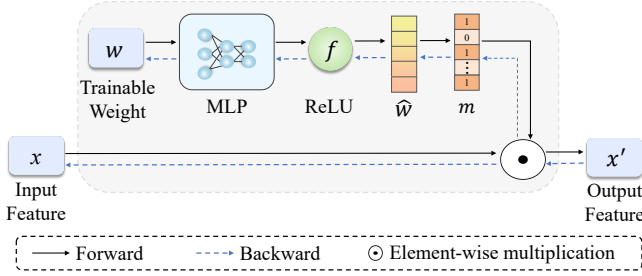 w
Trainable
Weight
MLP
f
ReLU
ŵ
1
0
1
⋮
1
m
x
Input
Feature
x′
Output
Feature
Forward
Backward
Element-wise multiplication